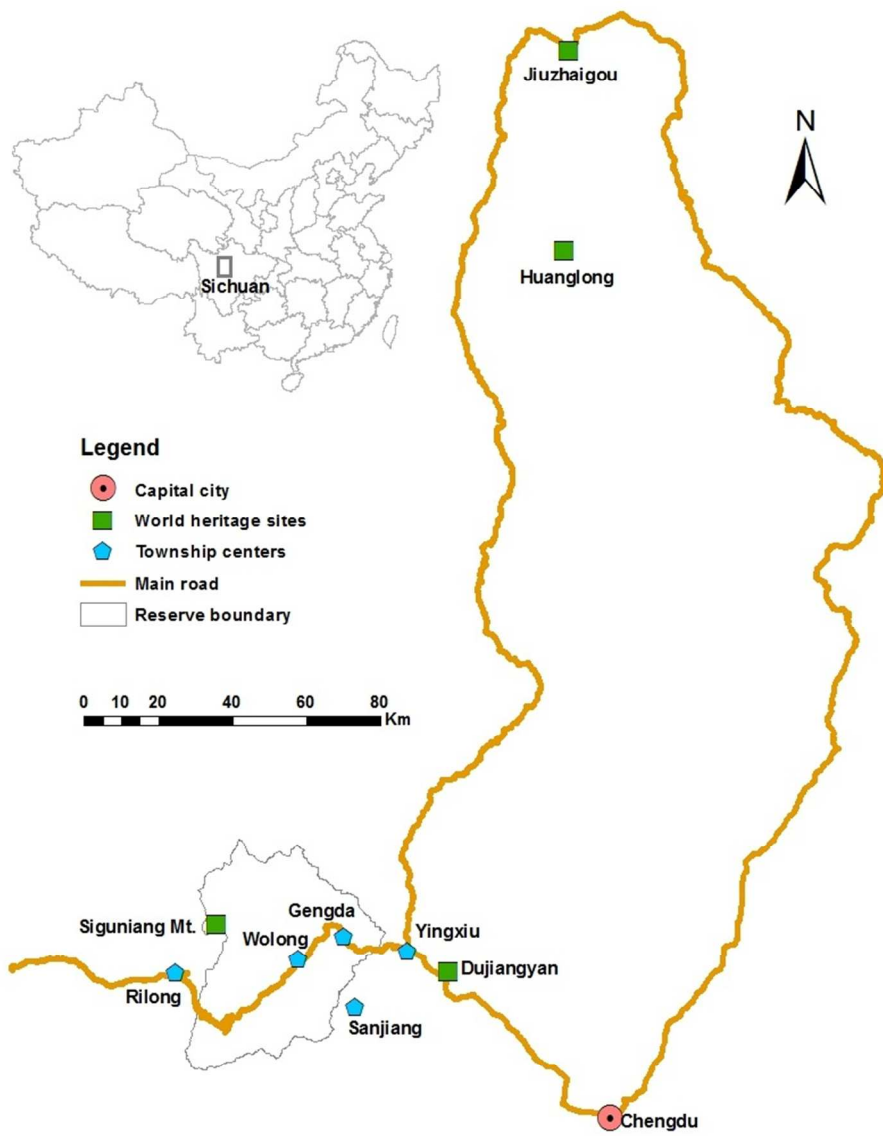 Jiuzhaigou
N
Huanglong
Sichuan
Legend
Capital city
World heritage sites
Township centers
Main road
Reserve boundary
0 10 20 40 60 80
Km
Siguniang Mt.
Gengda
Wolong
Yingxiu
Dujiangyan
Rilong
Sanjiang
Chengdu